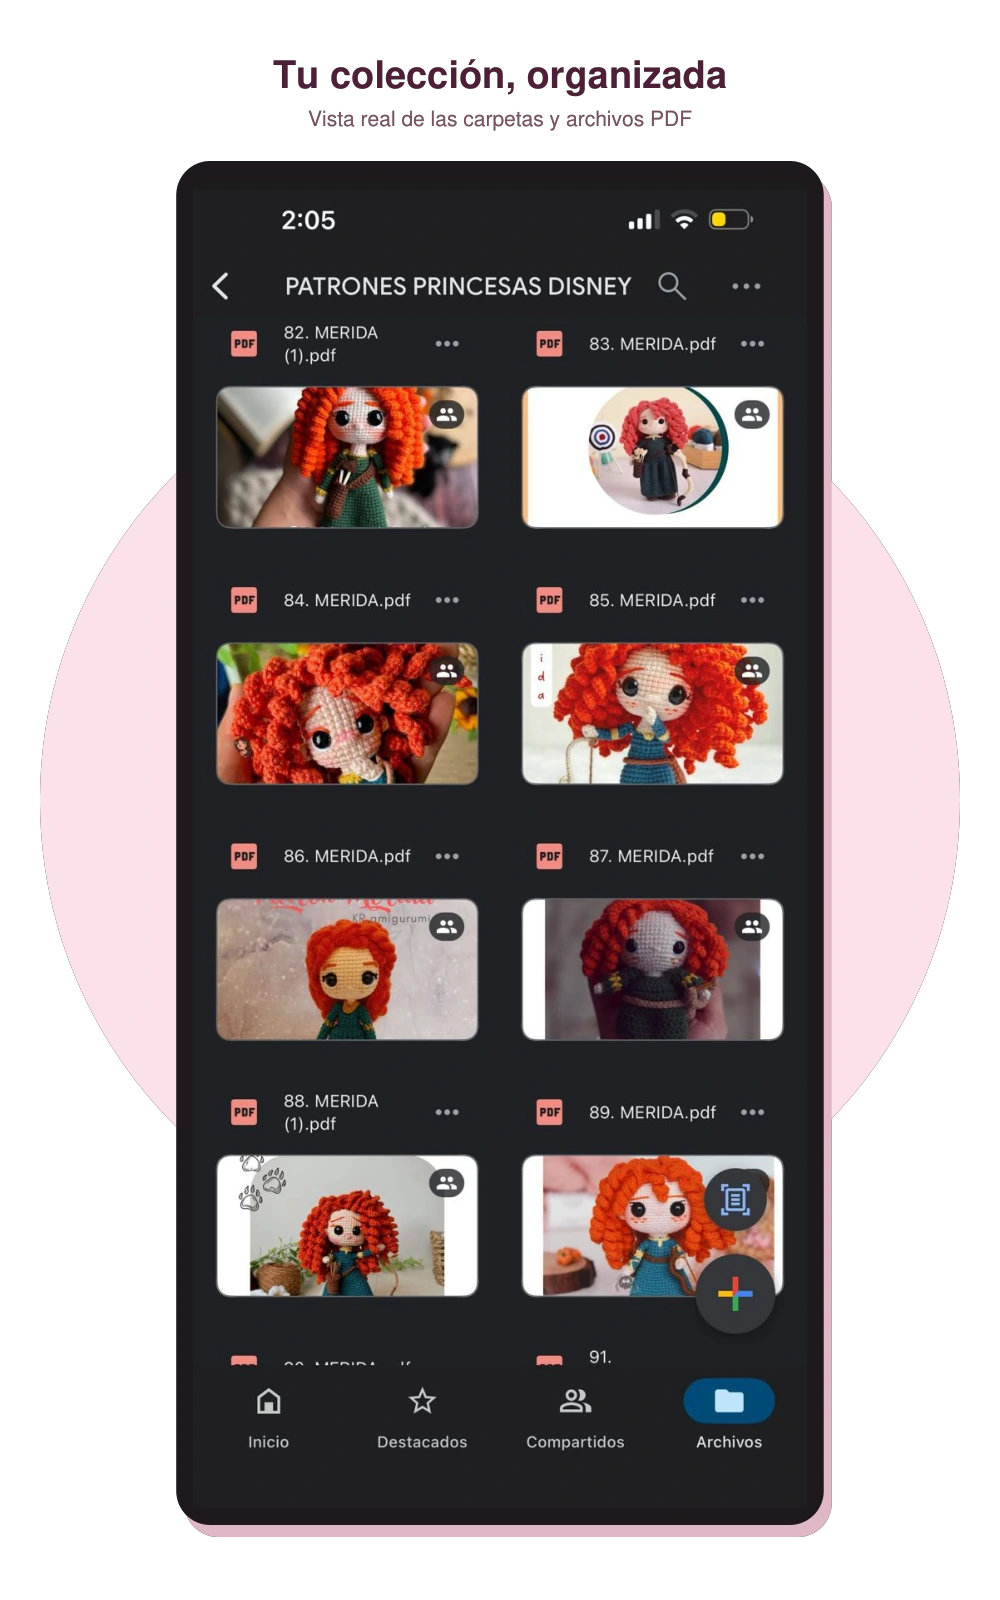 Tu colección, organizada
Vista real de las carpetas y archivos PDF
2:05
PATRONES PRINCESAS DISNEY
PDF
82. MERIDA
(1).pdf
PDF
83. MERIDA.pdf
PDF
84. MERIDA.pdf
PDF
85. MERIDA.pdf
i
d
a
PDF
86. MERIDA.pdf
PDF
87. MERIDA.pdf
KR amigurumi
PDF
88. MERIDA
(1).pdf
PDF
89. MERIDA.pdf
91.
Inicio
Destacados
Compartidos
Archivos